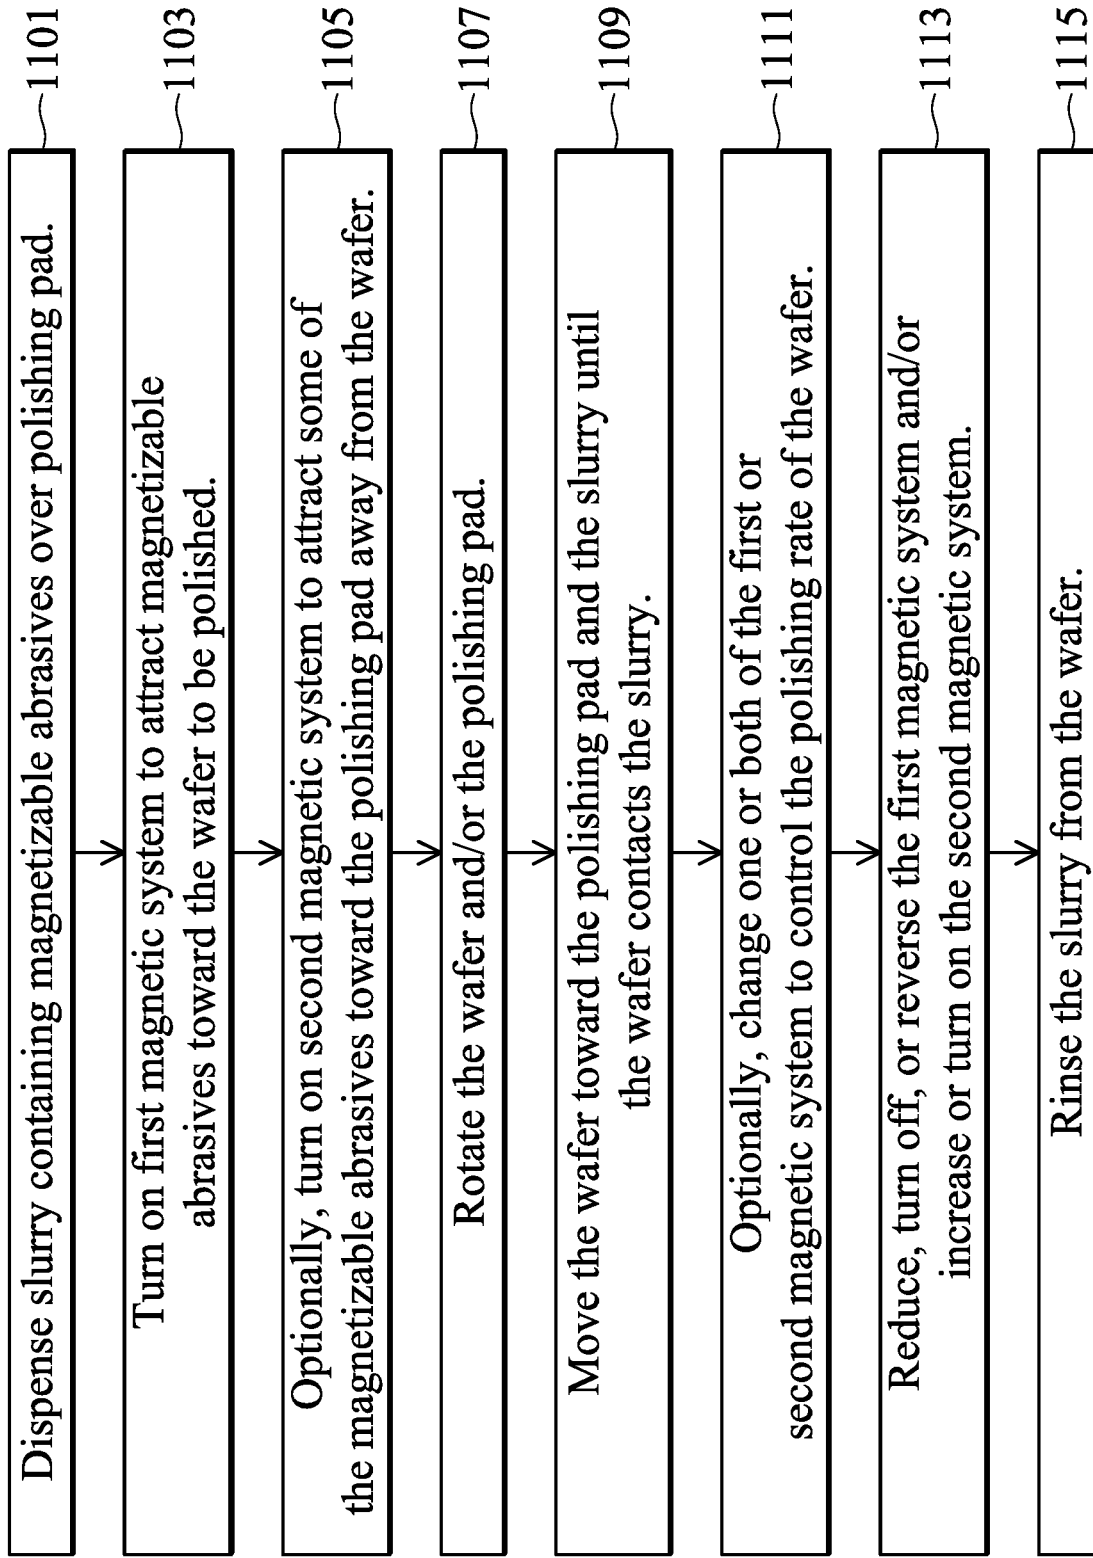 Dispense slurry containing magnetizable abrasives over polishing pad.
1101
Turn on first magnetic system to attract magnetizable
abrasives toward the wafer to be polished.
1103
Optionally, turn on second magnetic system to attract some of
the magnetizable abrasives toward the polishing pad away from the wafer.
1105
Rotate the wafer and/or the polishing pad.
1107
Move the wafer toward the polishing pad and the slurry until
the wafer contacts the slurry.
1109
Optionally, change one or both of the first or
second magnetic system to control the polishing rate of the wafer.
1111
Reduce, turn off, or reverse the first magnetic system and/or
increase or turn on the second magnetic system.
1113
Rinse the slurry from the wafer.
1115